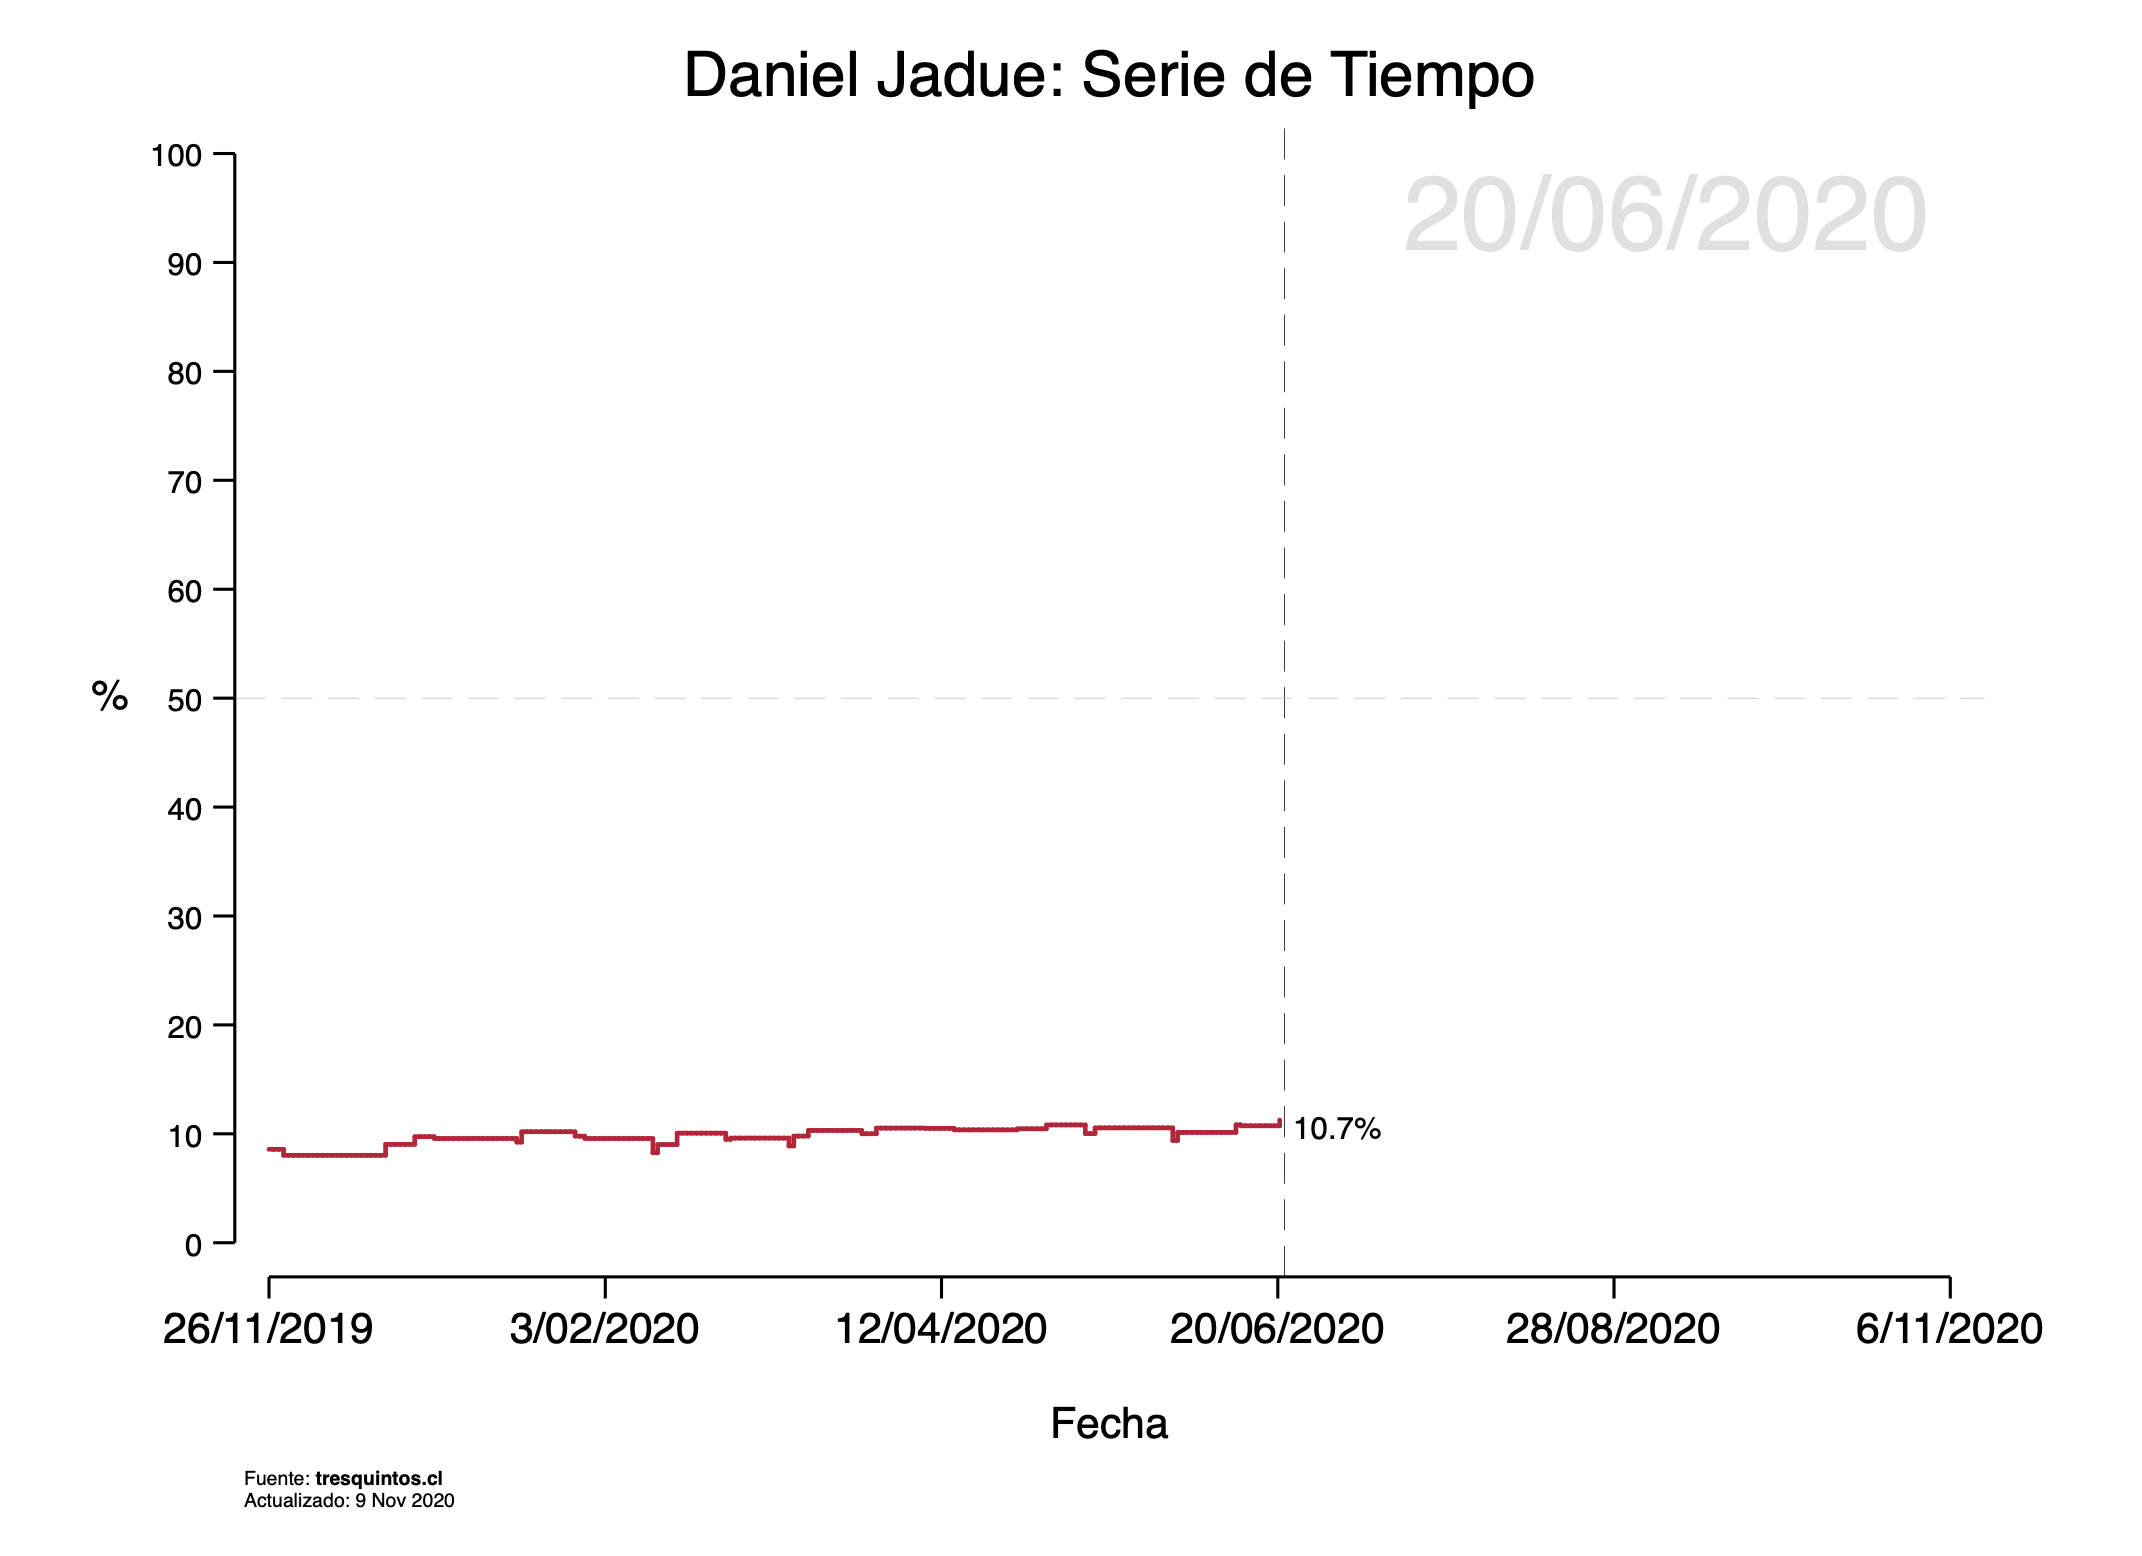 Daniel Jadue: Serie de Tiempo
20/06/2020
100
90
80
70
60
% 50
40
30
20
10
10.7%
0
26/11/2019 3/02/2020 12/04/2020 20/06/2020 28/08/2020 6/11/2020
Fecha
Fuente: tresquintos.cl
Actualizado: 9 Nov 2020